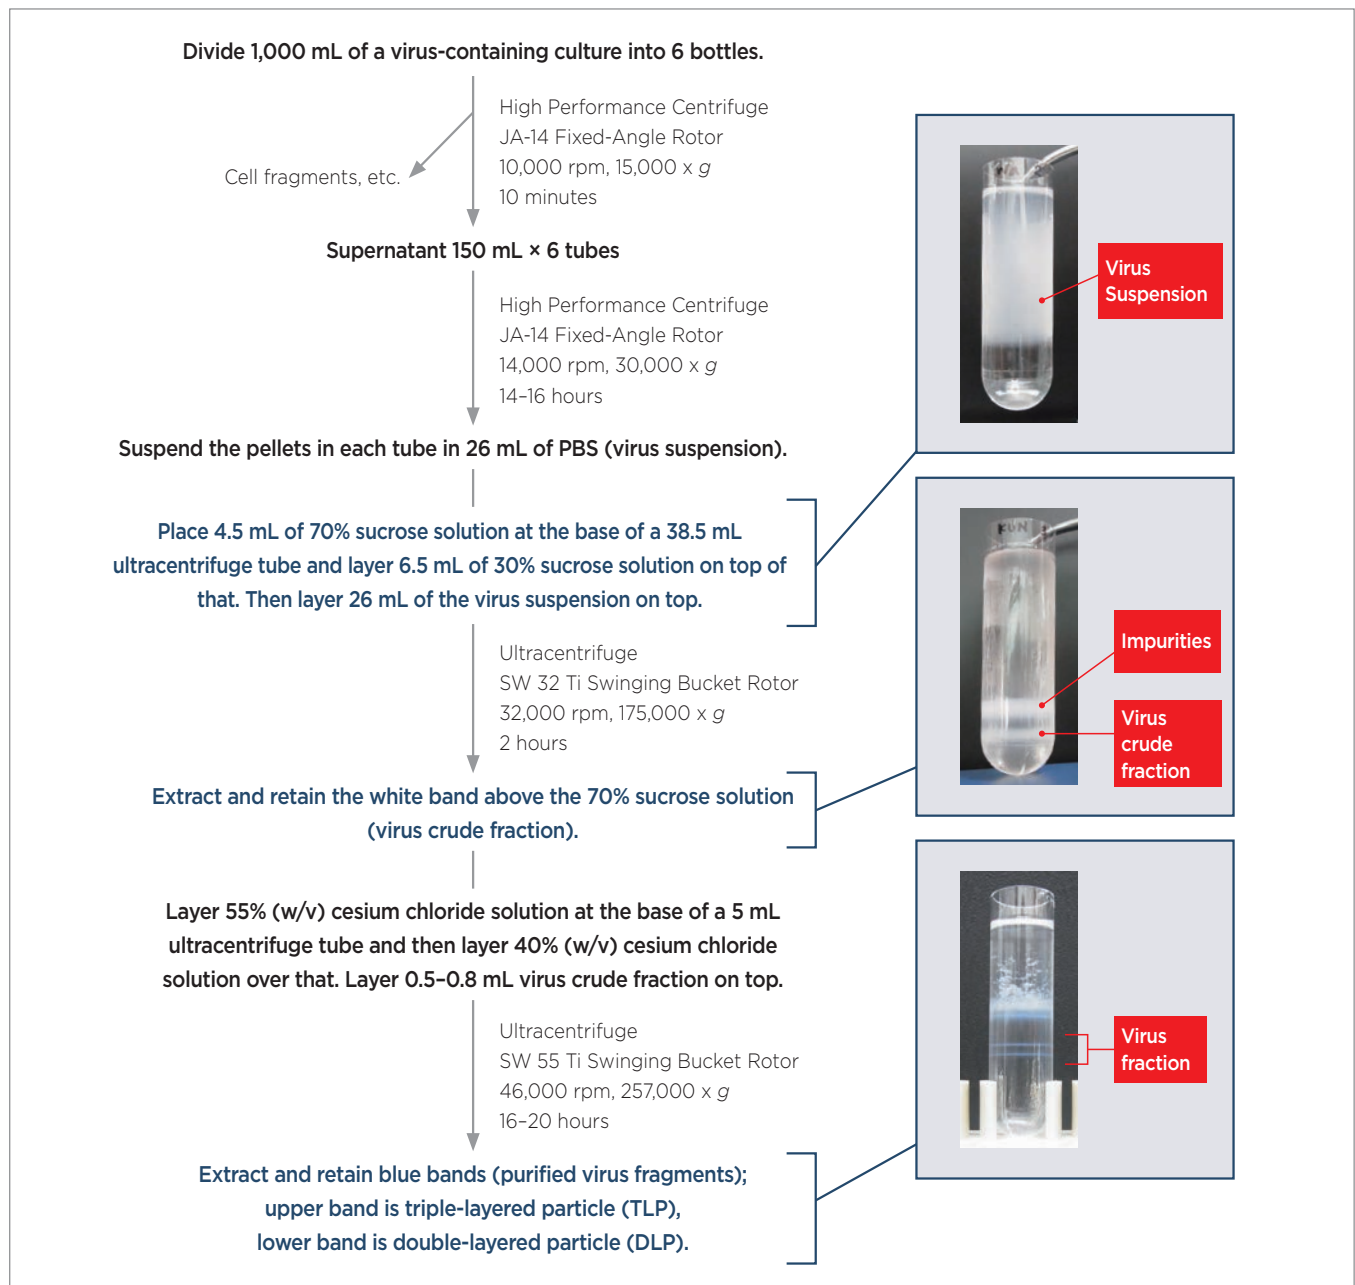 Divide 1,000 mL of a virus-containing culture into 6 bottles.
High Performance Centrifuge
JA-14 Fixed-Angle Rotor
10,000 rpm, 15,000 x g
10 minutes
Cell fragments, etc.
Supernatant 150 mL × 6 tubes
High Performance Centrifuge
JA-14 Fixed-Angle Rotor
14,000 rpm, 30,000 x g
14–16 hours
Suspend the pellets in each tube in 26 mL of PBS (virus suspension).
Place 4.5 mL of 70% sucrose solution at the base of a 38.5 mL
ultracentrifuge tube and layer 6.5 mL of 30% sucrose solution on top of
that. Then layer 26 mL of the virus suspension on top.
Ultracentrifuge
SW 32 Ti Swinging Bucket Rotor
32,000 rpm, 175,000 x g
2 hours
Extract and retain the white band above the 70% sucrose solution
(virus crude fraction).
Layer 55% (w/v) cesium chloride solution at the base of a 5 mL
ultracentrifuge tube and then layer 40% (w/v) cesium chloride
solution over that. Layer 0.5–0.8 mL virus crude fraction on top.
Ultracentrifuge
SW 55 Ti Swinging Bucket Rotor
46,000 rpm, 257,000 x g
16–20 hours
Extract and retain blue bands (purified virus fragments);
upper band is triple-layered particle (TLP),
lower band is double-layered particle (DLP).
Virus
Suspension
Impurities
Virus
crude
fraction
Virus
fraction